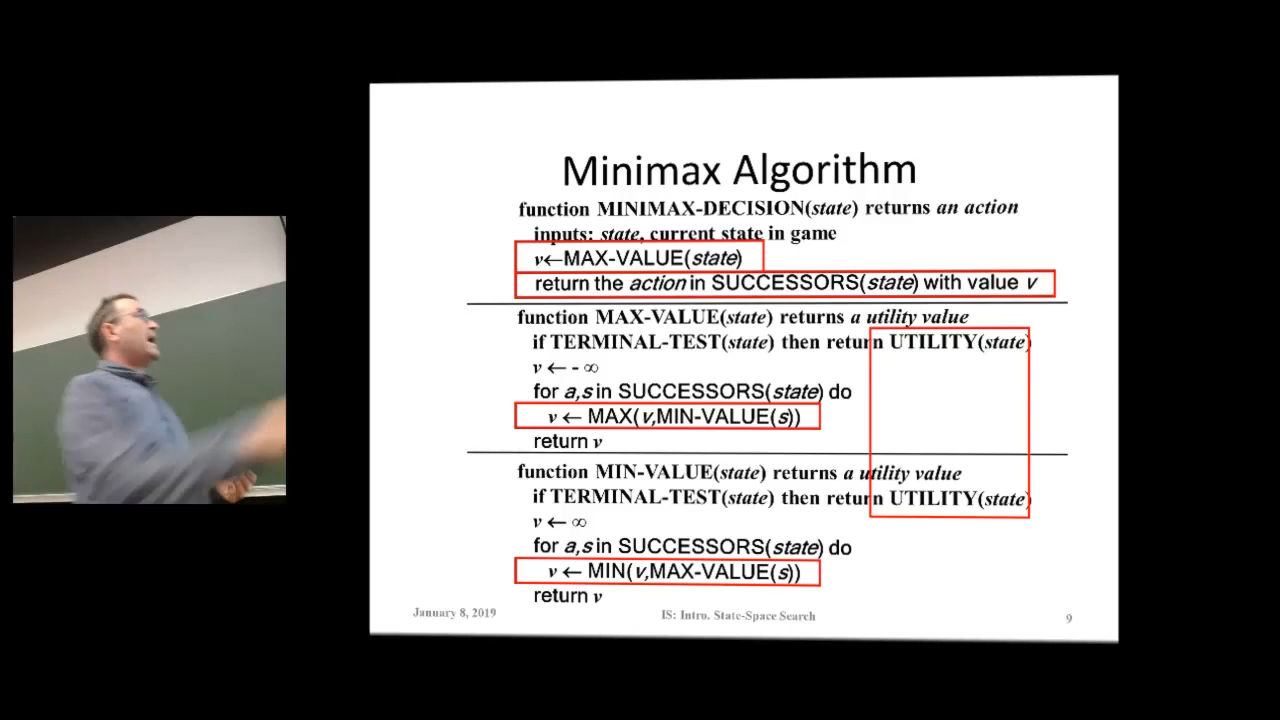 Minimax Algorithm
function MINIMAX-DECISION(state) returns an action
inputs: state, current state in game
v←MAX-VALUE(state)
return the action in SUCCESSORS(state) with value v
function MAX-VALUE(state) returns a utility value
if TERMINAL-TEST(state) then return UTILITY(state)
v ← - ∞
for a,s in SUCCESSORS(state) do
v ← MAX(v,MIN-VALUE(s))
return v
function MIN-VALUE(state) returns a utility value
if TERMINAL-TEST(state) then return UTILITY(state)
v ← ∞
for a,s in SUCCESSORS(state) do
v ← MIN(v,MAX-VALUE(s))
return v
January 8, 2019
IS: Intro. State-Space Search
9